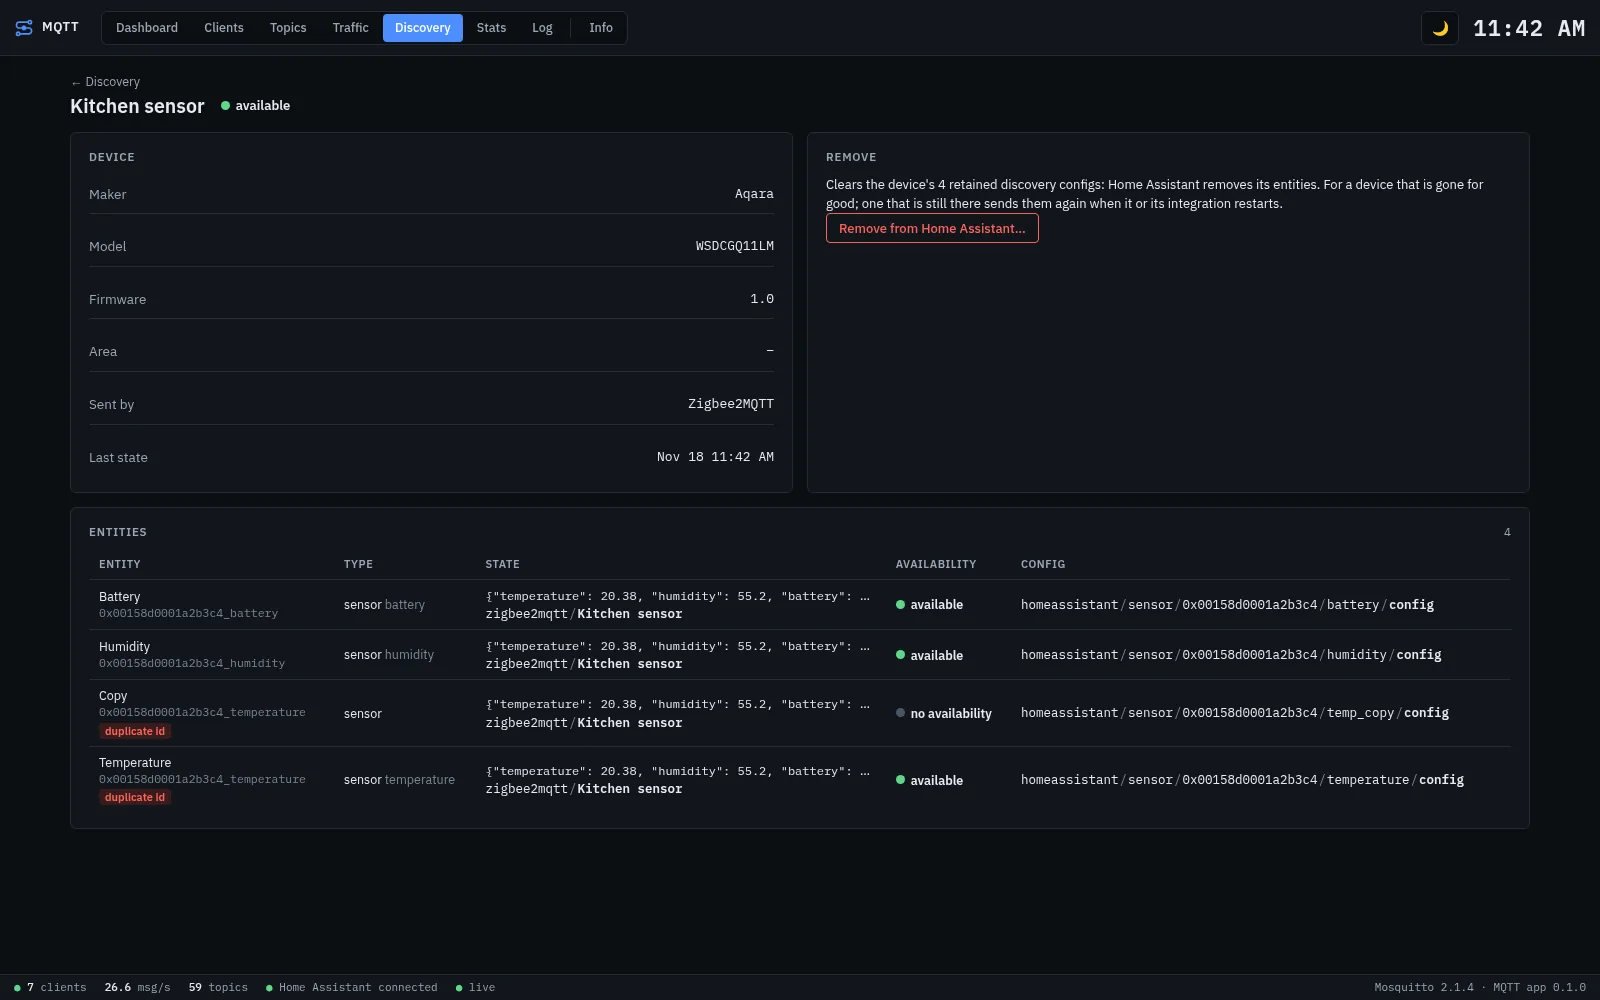 MQTT Dashboard Clients Topics Traffic Discovery Stats Log Info 11:42 AM
← Discovery
Kitchen sensor available
DEVICE
Maker Aqara
Model WSDCGQ11LM
Firmware 1.0
Area –
Sent by Zigbee2MQTT
Last state Nov 18 11:42 AM
REMOVE
Clears the device's 4 retained discovery configs: Home Assistant removes its entities. For a device that is gone for
good; one that is still there sends them again when it or its integration restarts.
Remove from Home Assistant...
ENTITIES 4
ENTITY TYPE STATE AVAILABILITY CONFIG
Battery
0x00158d0001a2b3c4_battery
sensor battery
{"temperature": 20.38, "humidity": 55.2, "battery": …
zigbee2mqtt/Kitchen sensor
available
homeassistant/sensor/0x00158d0001a2b3c4/battery/config
Humidity
0x00158d0001a2b3c4_humidity
sensor humidity
{"temperature": 20.38, "humidity": 55.2, "battery": …
zigbee2mqtt/Kitchen sensor
available
homeassistant/sensor/0x00158d0001a2b3c4/humidity/config
Copy
0x00158d0001a2b3c4_temperature
duplicate id
sensor
{"temperature": 20.38, "humidity": 55.2, "battery": …
zigbee2mqtt/Kitchen sensor
no availability
homeassistant/sensor/0x00158d0001a2b3c4/temp_copy/config
Temperature
0x00158d0001a2b3c4_temperature
duplicate id
sensor temperature
{"temperature": 20.38, "humidity": 55.2, "battery": …
zigbee2mqtt/Kitchen sensor
available
homeassistant/sensor/0x00158d0001a2b3c4/temperature/config
7 clients 26.6 msg/s 59 topics Home Assistant connected live Mosquitto 2.1.4 · MQTT app 0.1.0